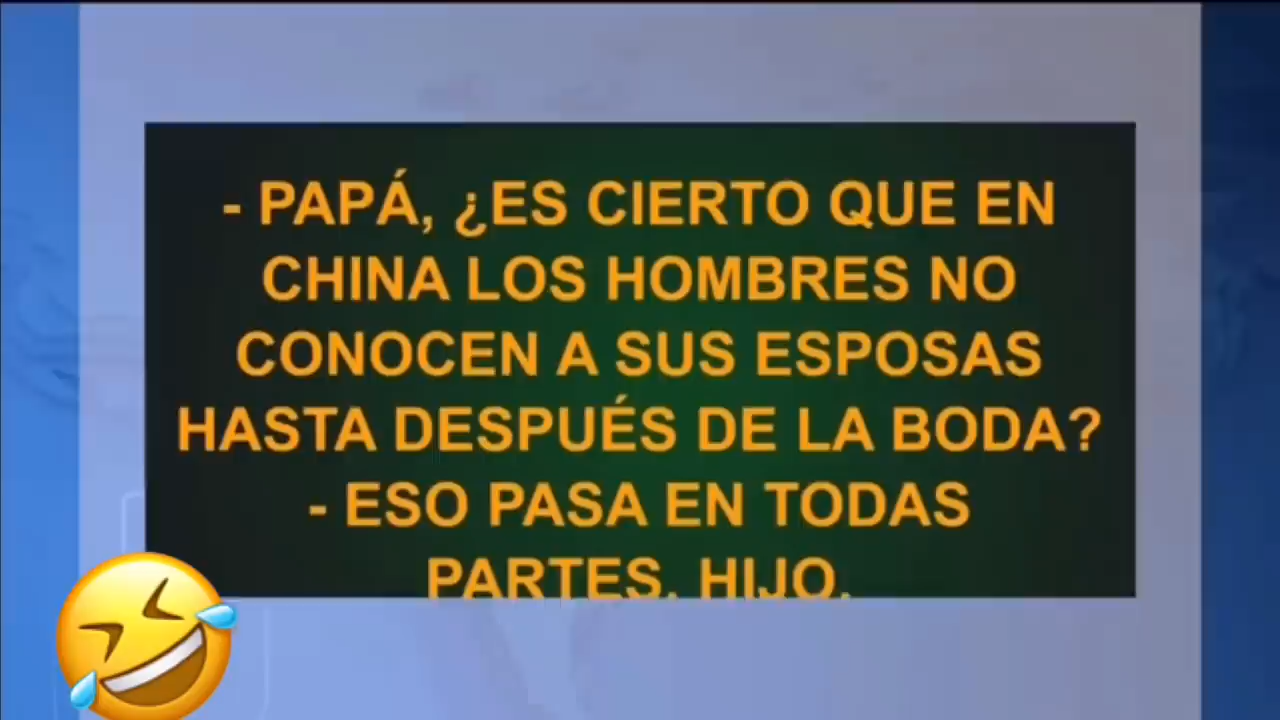 - PAPÁ, ¿ES CIERTO QUE EN
CHINA LOS HOMBRES NO
CONOCEN A SUS ESPOSAS
HASTA DESPUÉS DE LA BODA?
- ESO PASA EN TODAS
PARTES, HIJO.